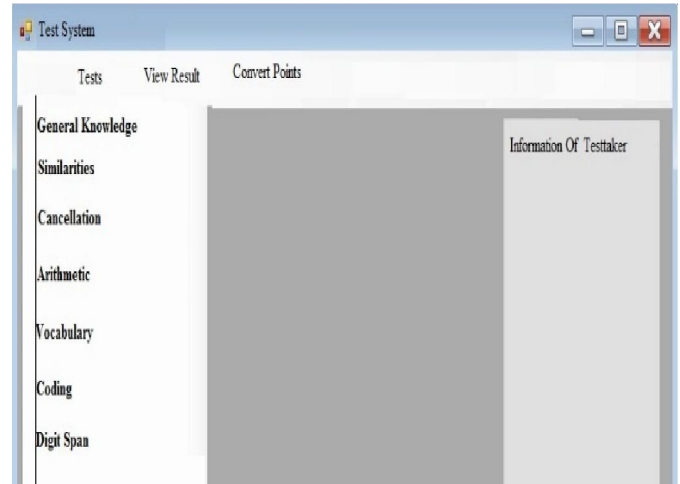 Test System
Tests View Result Convert Points
General Knowledge
Similarities
Cancellation
Arithmetic
Vocabulary
Coding
Digit Span
Information Of Testtaker